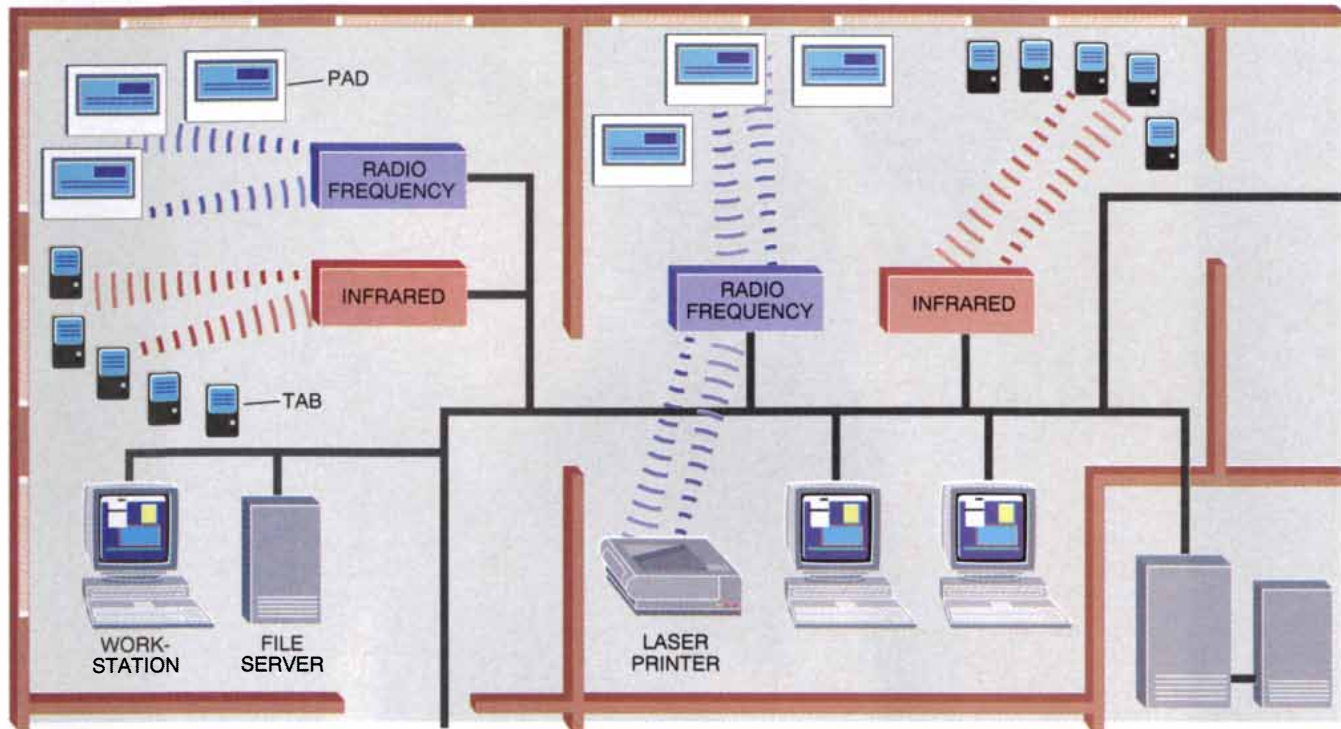 PAD
RADIO
FREQUENCY
INFRARED
TAB
WORK-
STATION
FILE
SERVER
RADIO
FREQUENCY
INFRARED
LASER
PRINTER